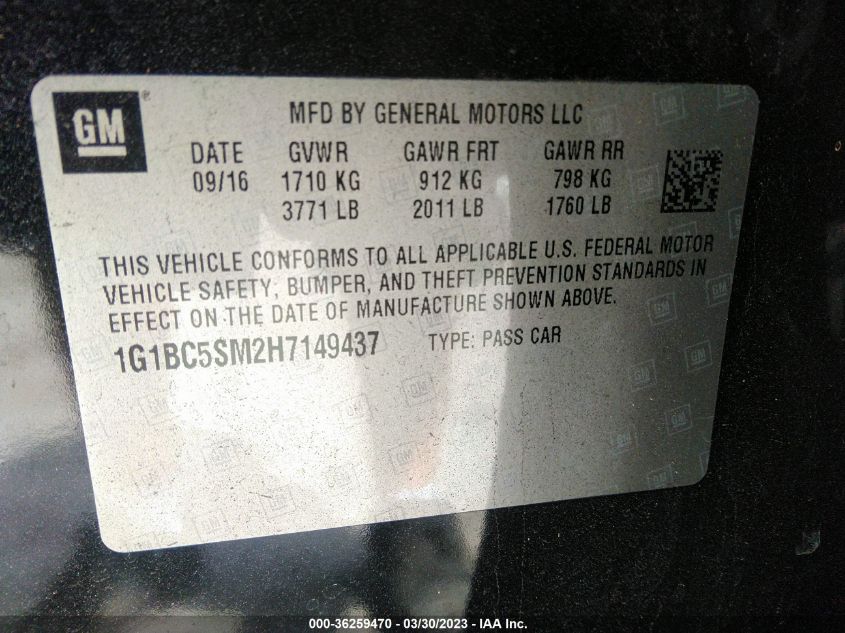 GM ®
MFD BY GENERAL MOTORS LLC
DATE GVWR GAWR FRT GAWR RR
09/16 1710 KG 912 KG 798 KG
3771 LB 2011 LB 1760 LB
THIS VEHICLE CONFORMS TO ALL APPLICABLE U.S. FEDERAL MOTOR
VEHICLE SAFETY, BUMPER, AND THEFT PREVENTION STANDARDS IN
EFFECT ON THE DATE OF MANUFACTURE SHOWN ABOVE.
1G1BC5SM2H7149437 TYPE: PASS CAR
000-36259470 - 03/30/2023 - IAA Inc.